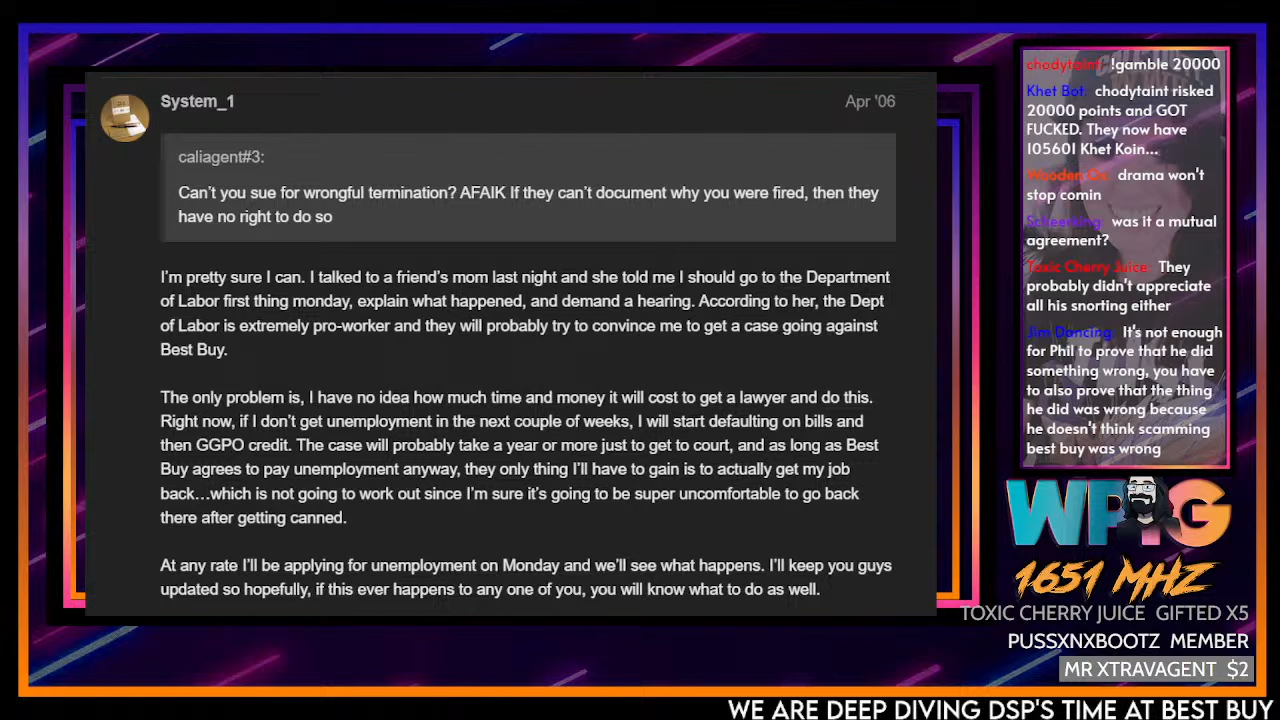 System_1
Apr '06
caliagent#3:
Can't you sue for wrongful termination? AFAIK If they can't document why you were fired, then they
have no right to do so
I'm pretty sure I can. I talked to a friend's mom last night and she told me I should go to the Department
of Labor first thing monday, explain what happened, and demand a hearing. According to her, the Dept
of Labor is extremely pro-worker and they will probably try to convince me to get a case going against
Best Buy.
The only problem is, I have no idea how much time and money it will cost to get a lawyer and do this.
Right now, if I don't get unemployment in the next couple of weeks, I will start defaulting on bills and
then GGPO credit. The case will probably take a year or more just to get to court, and as long as Best
Buy agrees to pay unemployment anyway, they only thing I'll have to gain is to actually get my job
back…which is not going to work out since I'm sure it's going to be super uncomfortable to go back
there after getting canned.
At any rate I'll be applying for unemployment on Monday and we'll see what happens. I'll keep you guys
updated so hopefully, if this ever happens to any one of you, you will know what to do as well.
chodytaint: !gamble 20000
Khet Bot: chodytaint risked
20000 points and GOT
FUCKED. They now have
105601 Khet Koin...
drama won't
stop comin
was it a mutual
agreement?
Toxic Cherry Juice: They
probably didn't appreciate
all his snorting either
Jim Dancing: It's not enough
for Phil to prove that he did
something wrong, you have
to also prove that the thing
he did was wrong because
he doesn't think scamming
best buy was wrong
WPIG
1651 MHZ
TOXIC CHERRY JUICE GIFTED X5
PUSSXNXBOOTZ MEMBER
MR XTRAVAGENT $2
WE ARE DEEP DIVING DSP'S TIME AT BEST BUY